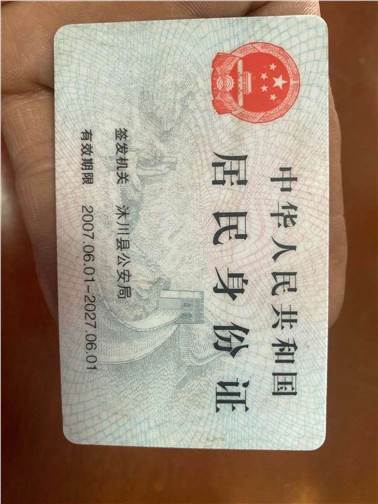 中华人民共和国
居民身份证
签发机关 沐川县公安局
有效期限 2007.06.01-2027.06.01